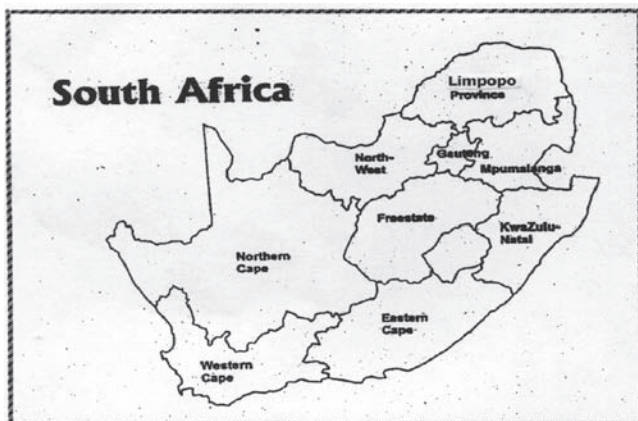 South Africa
Limpopo
Province
North-
West
Gauteng
Mpumalanga
Freestate
KwaZulu-
Natal
Northern
Cape
Eastern
Cape
Western
Cape